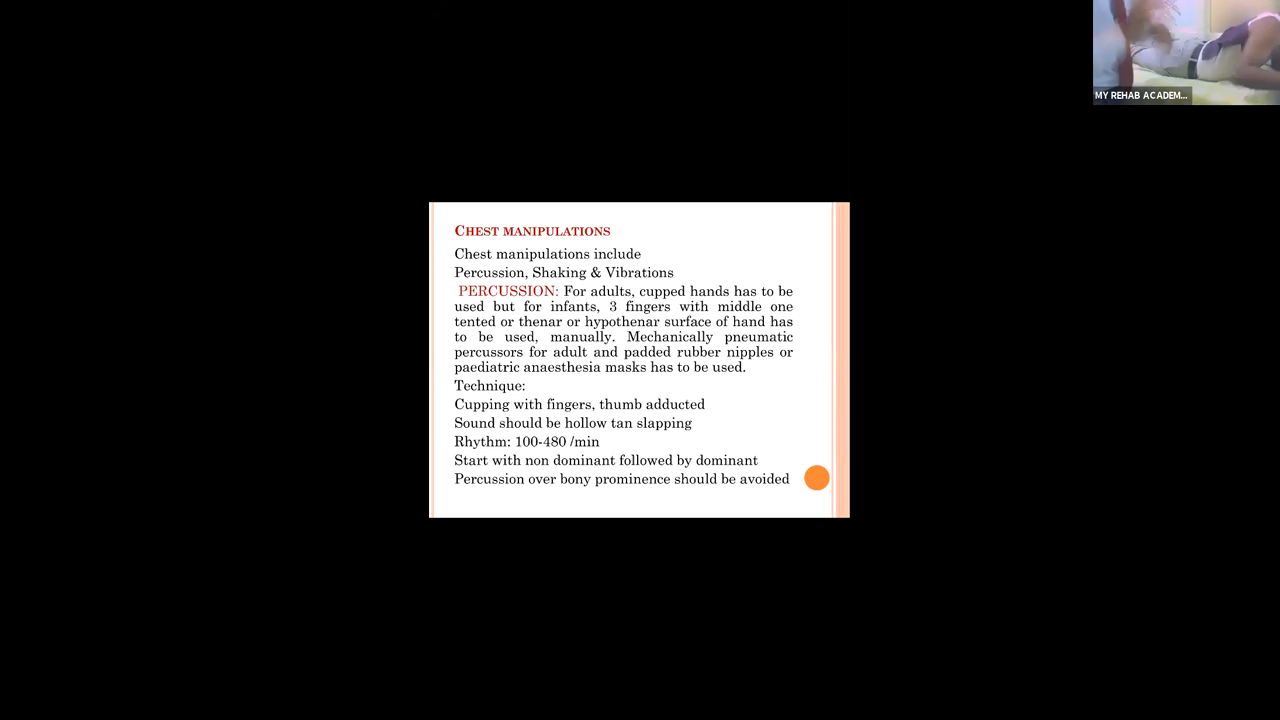 MY REHAB ACADEM...
CHEST MANIPULATIONS
Chest manipulations include
Percussion, Shaking & Vibrations
PERCUSSION: For adults, cupped hands has to be
used but for infants, 3 fingers with middle one
tented or thenar or hypothenar surface of hand has
to be used, manually. Mechanically pneumatic
percussors for adult and padded rubber nipples or
paediatric anaesthesia masks has to be used.
Technique:
Cupping with fingers, thumb adducted
Sound should be hollow tan slapping
Rhythm: 100-480 /min
Start with non dominant followed by dominant
Percussion over bony prominence should be avoided